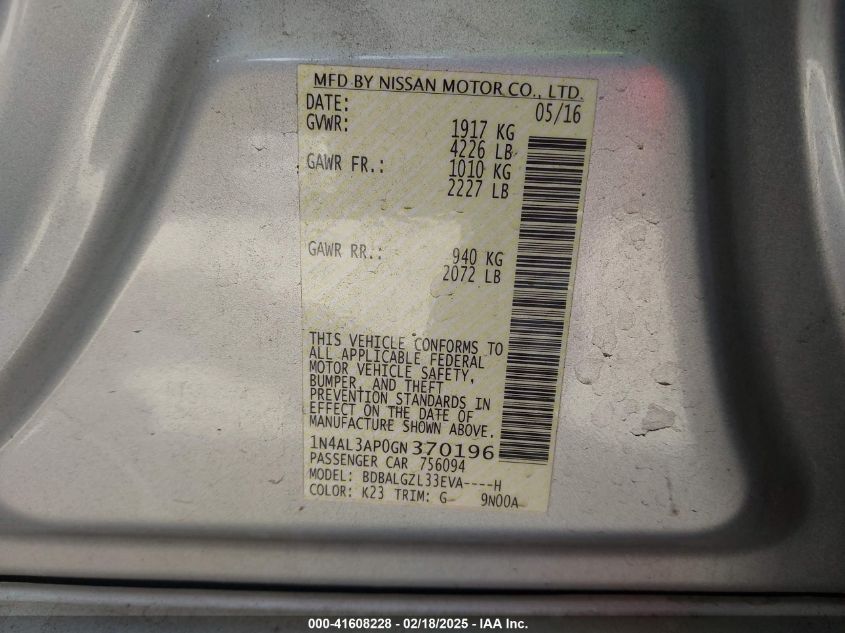 MFD BY NISSAN MOTOR CO., LTD.
DATE: 05/16
GVWR: 1917 KG
4226 LB
GAWR FR.: 1010 KG
2227 LB
GAWR RR.: 940 KG
2072 LB
THIS VEHICLE CONFORMS TO
ALL APPLICABLE FEDERAL
MOTOR VEHICLE SAFETY,
BUMPER, AND THEFT
PREVENTION STANDARDS IN
EFFECT ON THE DATE OF
MANUFACTURE SHOWN ABOVE.
1N4AL3AP0GN370196
PASSENGER CAR 756094
MODEL: BDBALGZL33EVA----H
COLOR: K23 TRIM: G 9N00A
000-41608228 - 02/18/2025 - IAA Inc.